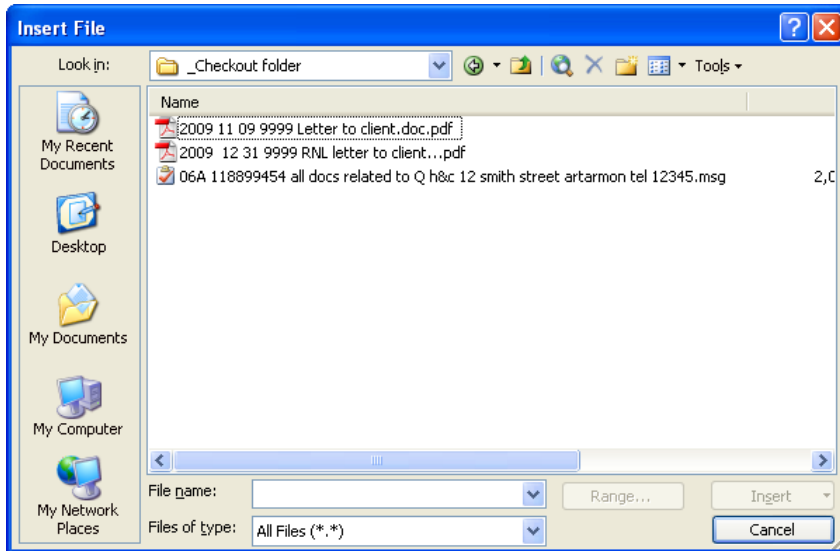 Insert File
Look in: _Checkout folder Tools
Name
2009 11 09 9999 Letter to client.doc.pdf
2009  12 31 9999 RNL letter to client...pdf
06A 118899454 all docs related to Q h&c 12 smith street artarmon tel 12345.msg 2,0
My Recent
Documents
Desktop
My Documents
My Computer
My Network
Places
File name: Range... Insert
Files of type: All Files (*.*) Cancel